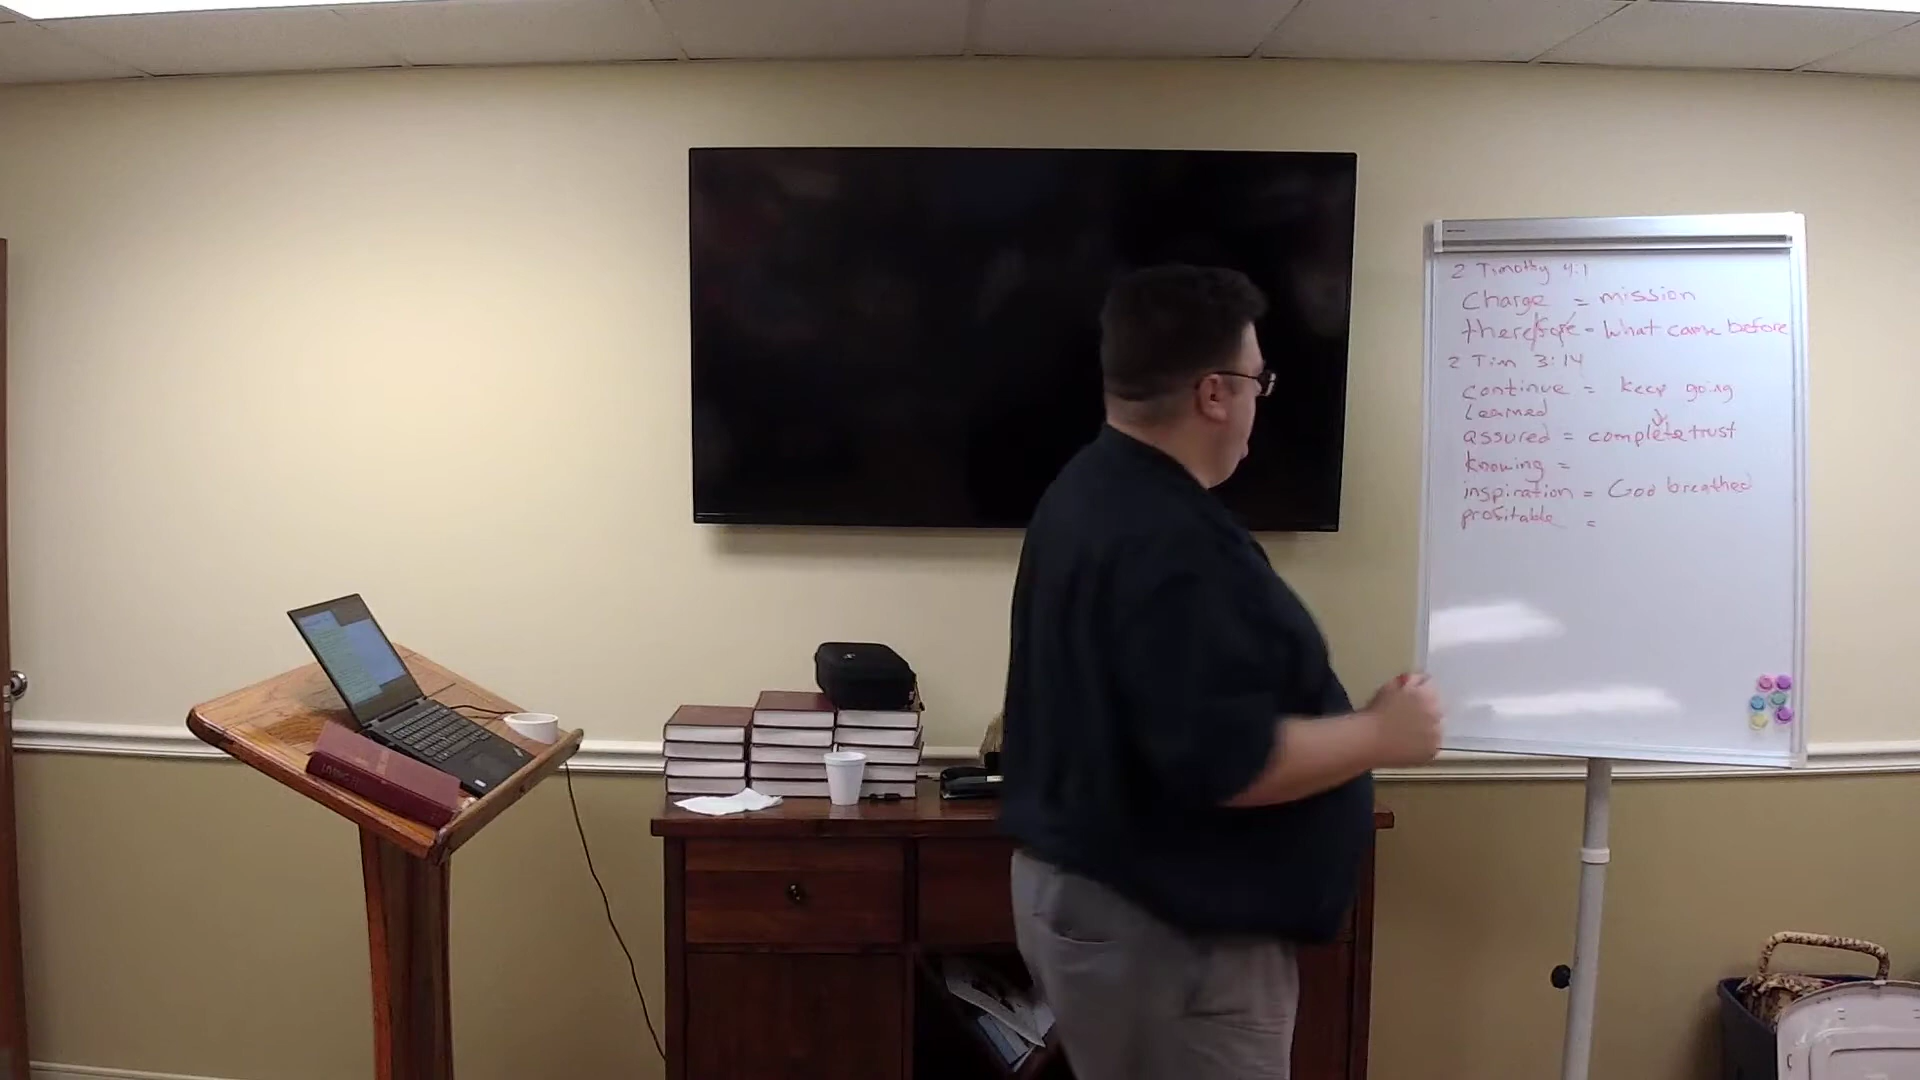 2 Timothy 4:1
Charge = mission
therefore = What came before
2 Tim 3:14
continue = keep going
Learned
assured = complete trust
knowing =
inspiration = God breathed
profitable =
LIVING